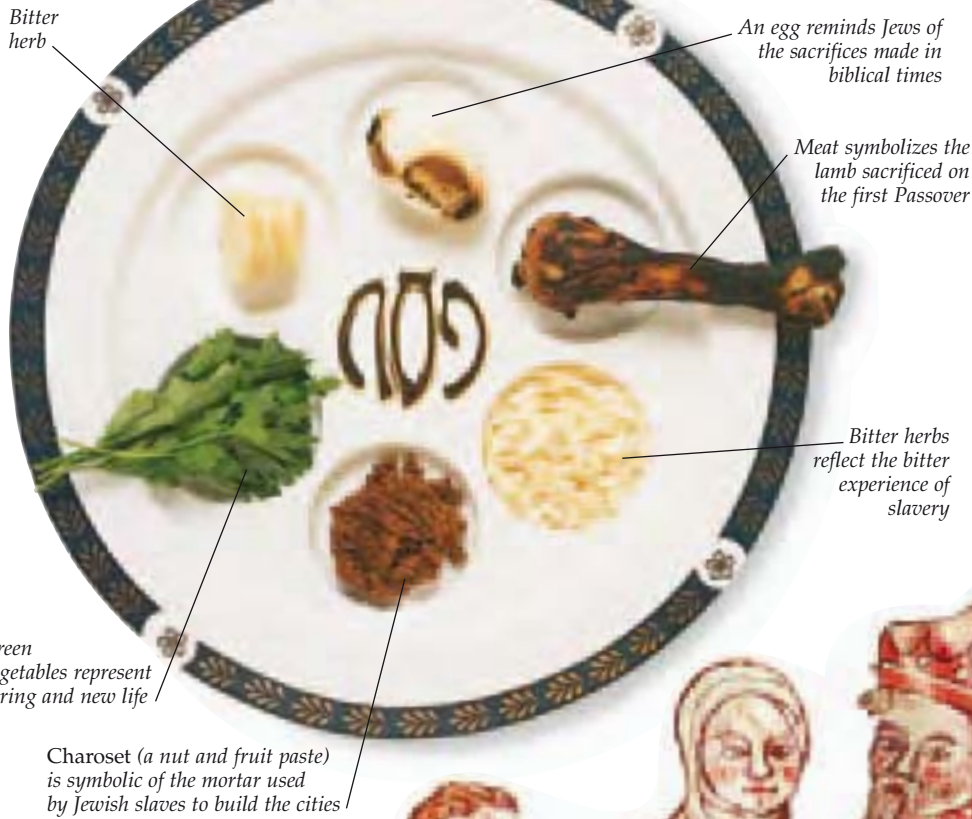 Bitter
herb
An egg reminds Jews of
the sacrifices made in
biblical times
Meat symbolizes the
lamb sacrificed on
the first Passover
פסח
Bitter herbs
reflect the bitter
experience of
slavery
reen
getables represent
ring and new life
Charoset (a nut and fruit paste)
is symbolic of the mortar used
by Jewish slaves to build the cities